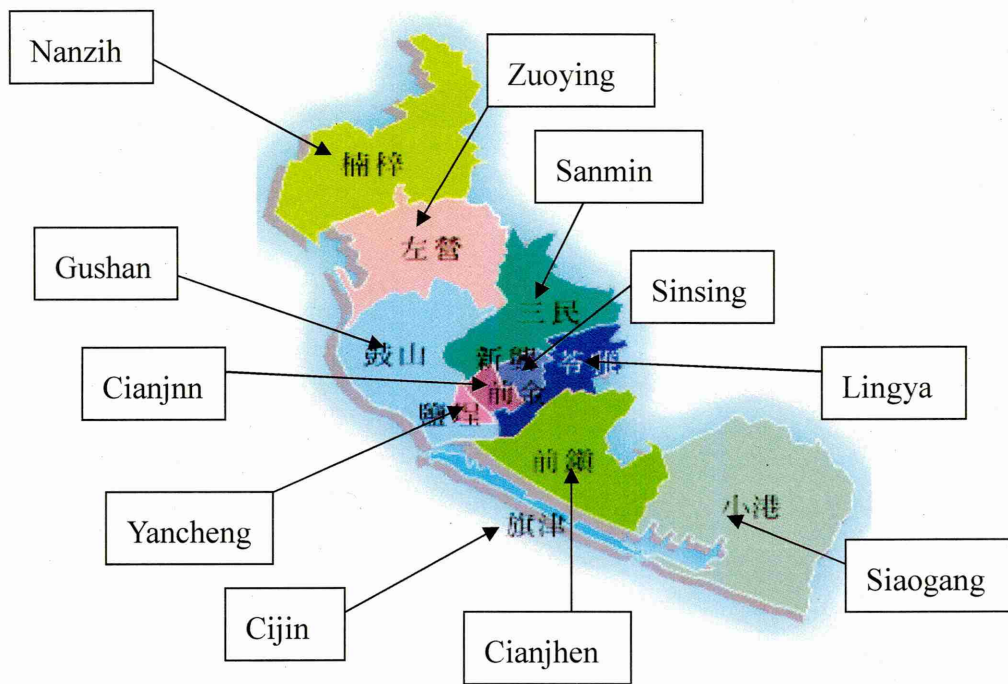 Nanzih
Zuoying
楠梓
Sanmin
左營
Gushan
Sinsing
三民
鼓山
新興
苓雅
Cianjnn
前金
Lingya
鹽埕
前鎮
小港
Yancheng
旗津
Siaogang
Cijin
Cianjhen